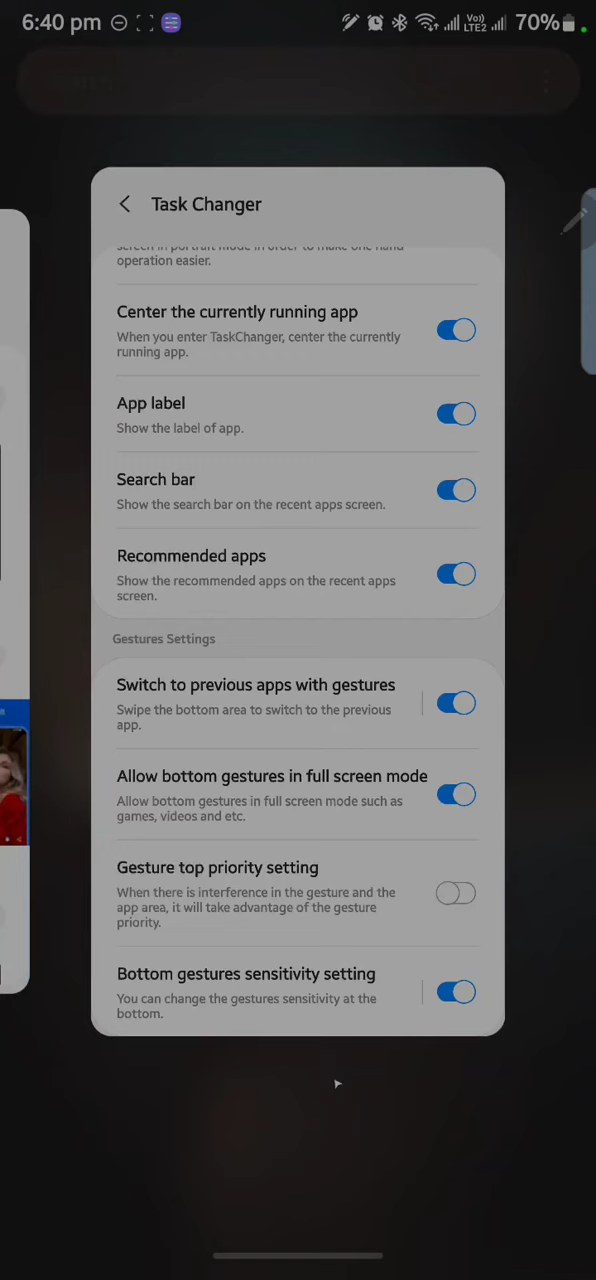 6:40 pm
Vo))
LTE2
70%
Task Changer
screen in portrait mode in order to make one hand
operation easier.
Center the currently running app
When you enter TaskChanger, center the currently
running app.
App label
Show the label of app.
Search bar
Show the search bar on the recent apps screen.
Recommended apps
Show the recommended apps on the recent apps
screen.
Gestures Settings
Switch to previous apps with gestures
Swipe the bottom area to switch to the previous
app.
Allow bottom gestures in full screen mode
Allow bottom gestures in full screen mode such as
games, videos and etc.
Gesture top priority setting
When there is interference in the gesture and the
app area, it will take advantage of the gesture
priority.
Bottom gestures sensitivity setting
You can change the gestures sensitivity at the
bottom.